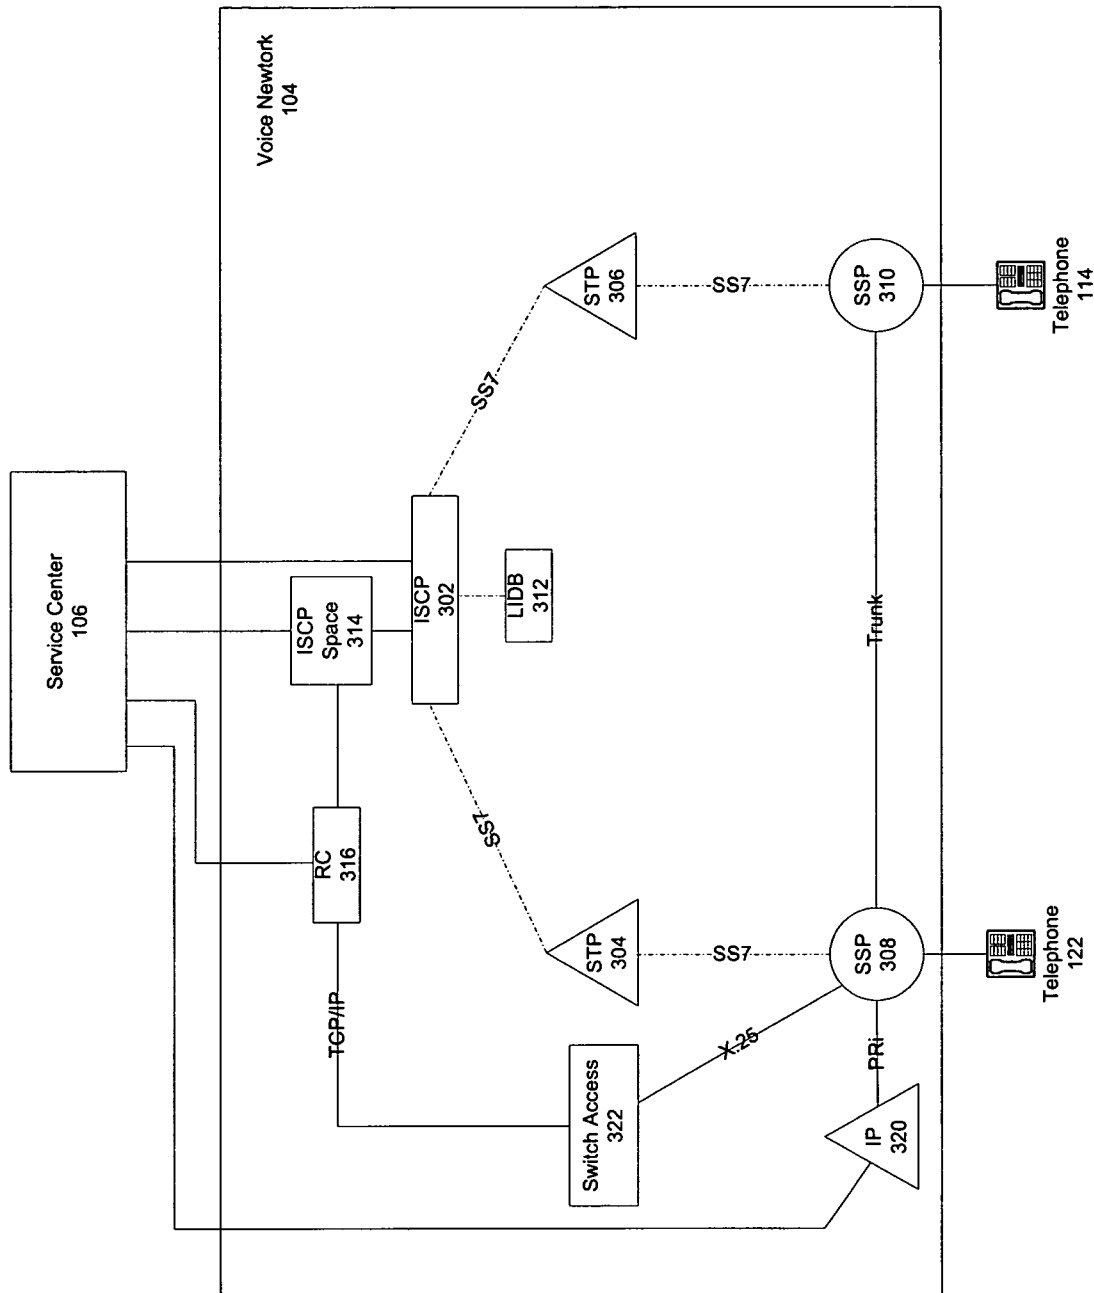 Voice Newtork
104
Service Center
106
ISCP
Space
314
ISCP
302
LIDB
312
RC
316
STP
306
STP
304
SS7
SS7
SS7
SS7
SSP
310
SSP
308
Trunk
TCP/IP
Switch Access
322
X.25
PRi
IP
320
Telephone
114
Telephone
122